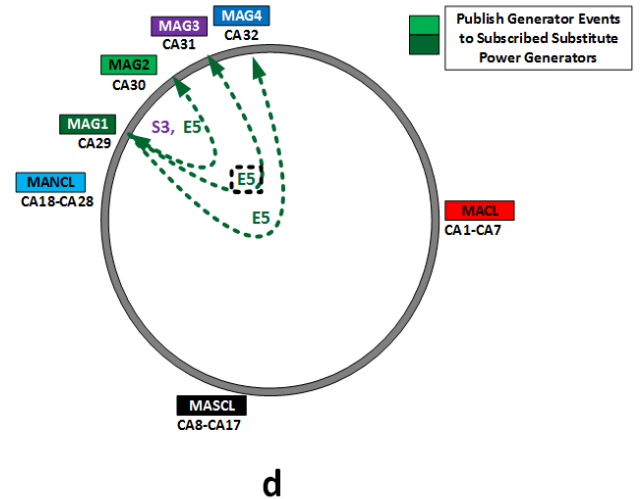 MAG3
MAG4
CA31
CA32
Publish Generator Events
to Subscribed Substitute
Power Generators
MAG2
CA30
MAG1
CA29
S3, E5
MANCL
CA18-CA28
E5
E5
MACL
CA1-CA7
MASCL
CA8-CA17
d